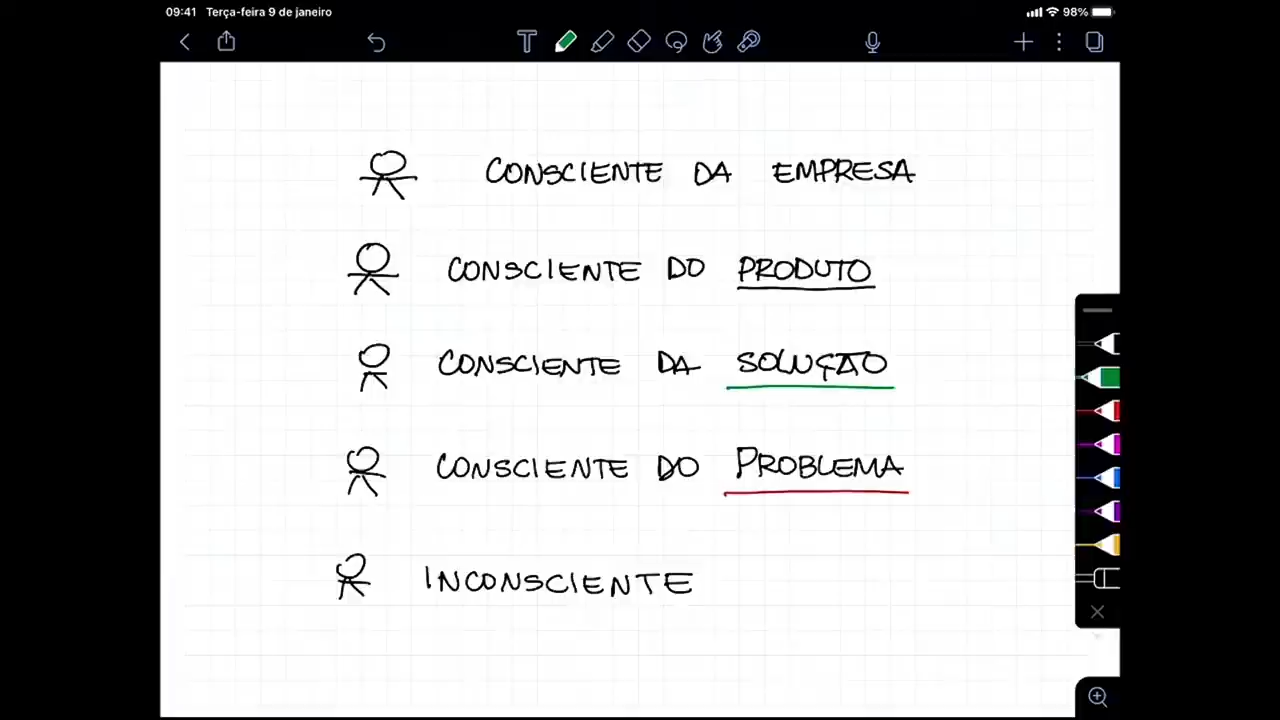 09:41 Terça-feira 9 de janeiro 98%
CONSCIENTE DA EMPRESA
CONSCIENTE DO PRODUTO
CONSCIENTE DA SOLUÇÃO
CONSCIENTE DO PROBLEMA
INCONSCIENTE